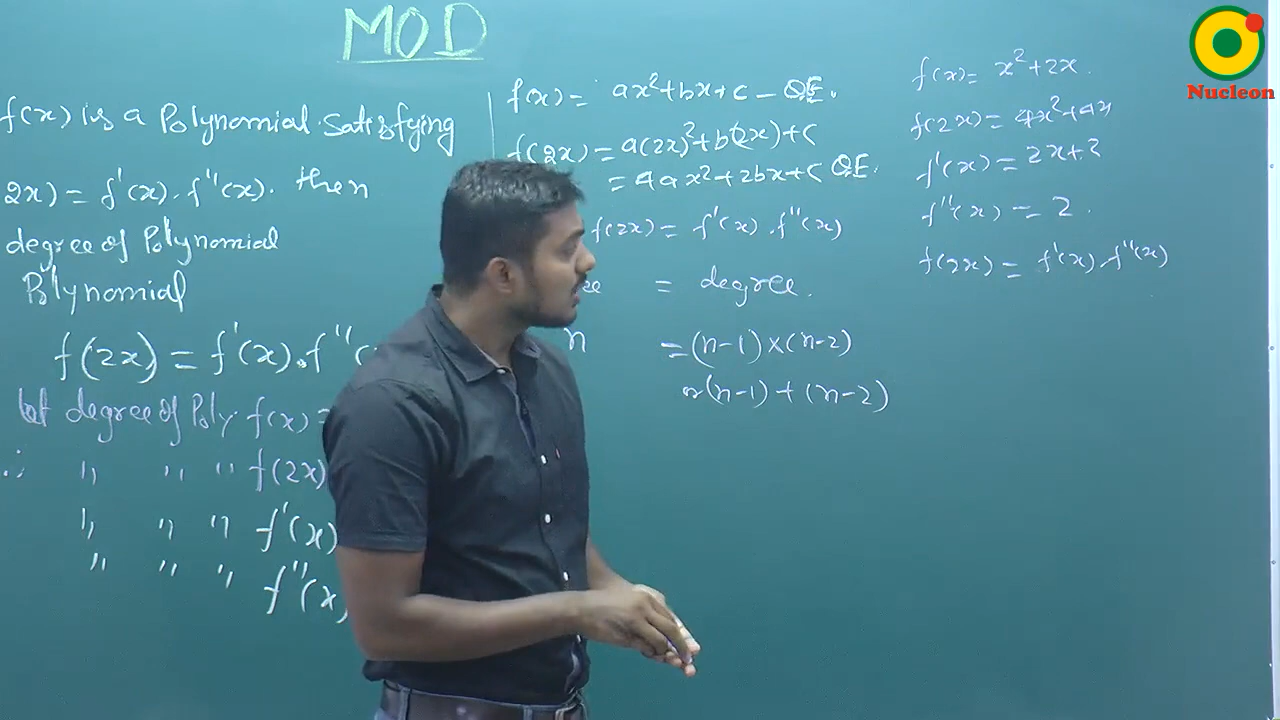 MOD
Nucleon
f(x) is a Polynomial Satisfying
2x) = f'(x). f''(x). then
degree of Polynomial
Polynomial
f(2x) = f'(x). f''(
let degree of Poly. f(x) =
∴ " " " f(2x)
" " " f'(x)
" " " f''(x)
f(x) = ax²+bx+c - QE.
f(2x) = a(2x)²+b(2x)+c
= 4ax²+2bx+c QE.
f(2x) = f'(x). f''(x)
ee = degree.
n = (n-1)×(n-2)
(n-1)+(n-2)
f(x) = x²+2x.
f(2x) = 4x²+4x
f'(x) = 2x+2
f''(x) = 2.
f(2x) = f'(x). f''(x)